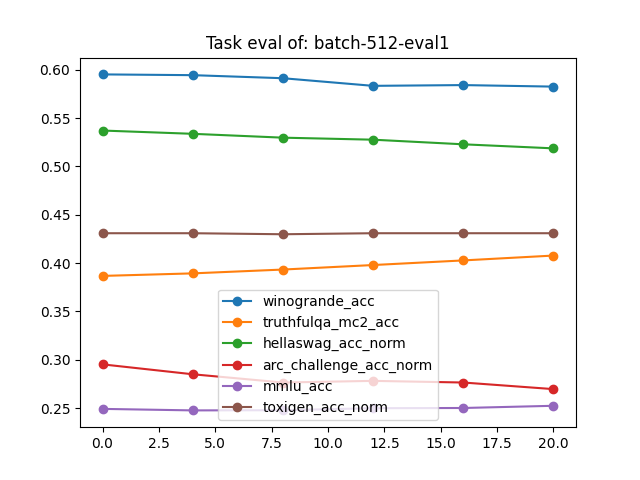 Task eval of: batch-512-eval1
0.60
0.55
0.50
0.45
0.40
0.35
0.30
0.25
winogrande_acc
truthfulqa_mc2_acc
hellaswag_acc_norm
arc_challenge_acc_norm
mmlu_acc
toxigen_acc_norm
0.0 2.5 5.0 7.5 10.0 12.5 15.0 17.5 20.0